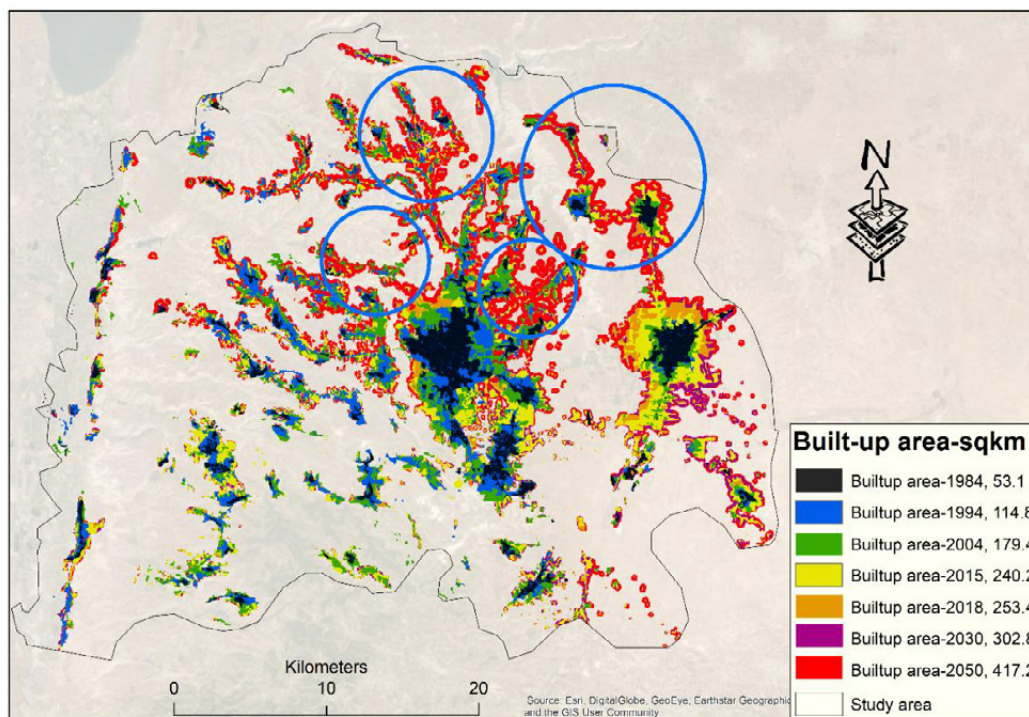 N
Built-up area-sqkm
Builtup area-1984, 53.1
Builtup area-1994, 114.8
Builtup area-2004, 179.4
Builtup area-2015, 240.2
Builtup area-2018, 253.4
Builtup area-2030, 302.8
Builtup area-2050, 417.2
Study area
Kilometers
0 10 20
Source: Esri, DigitalGlobe, GeoEye, Earthstar Geographic
and the GIS User Community